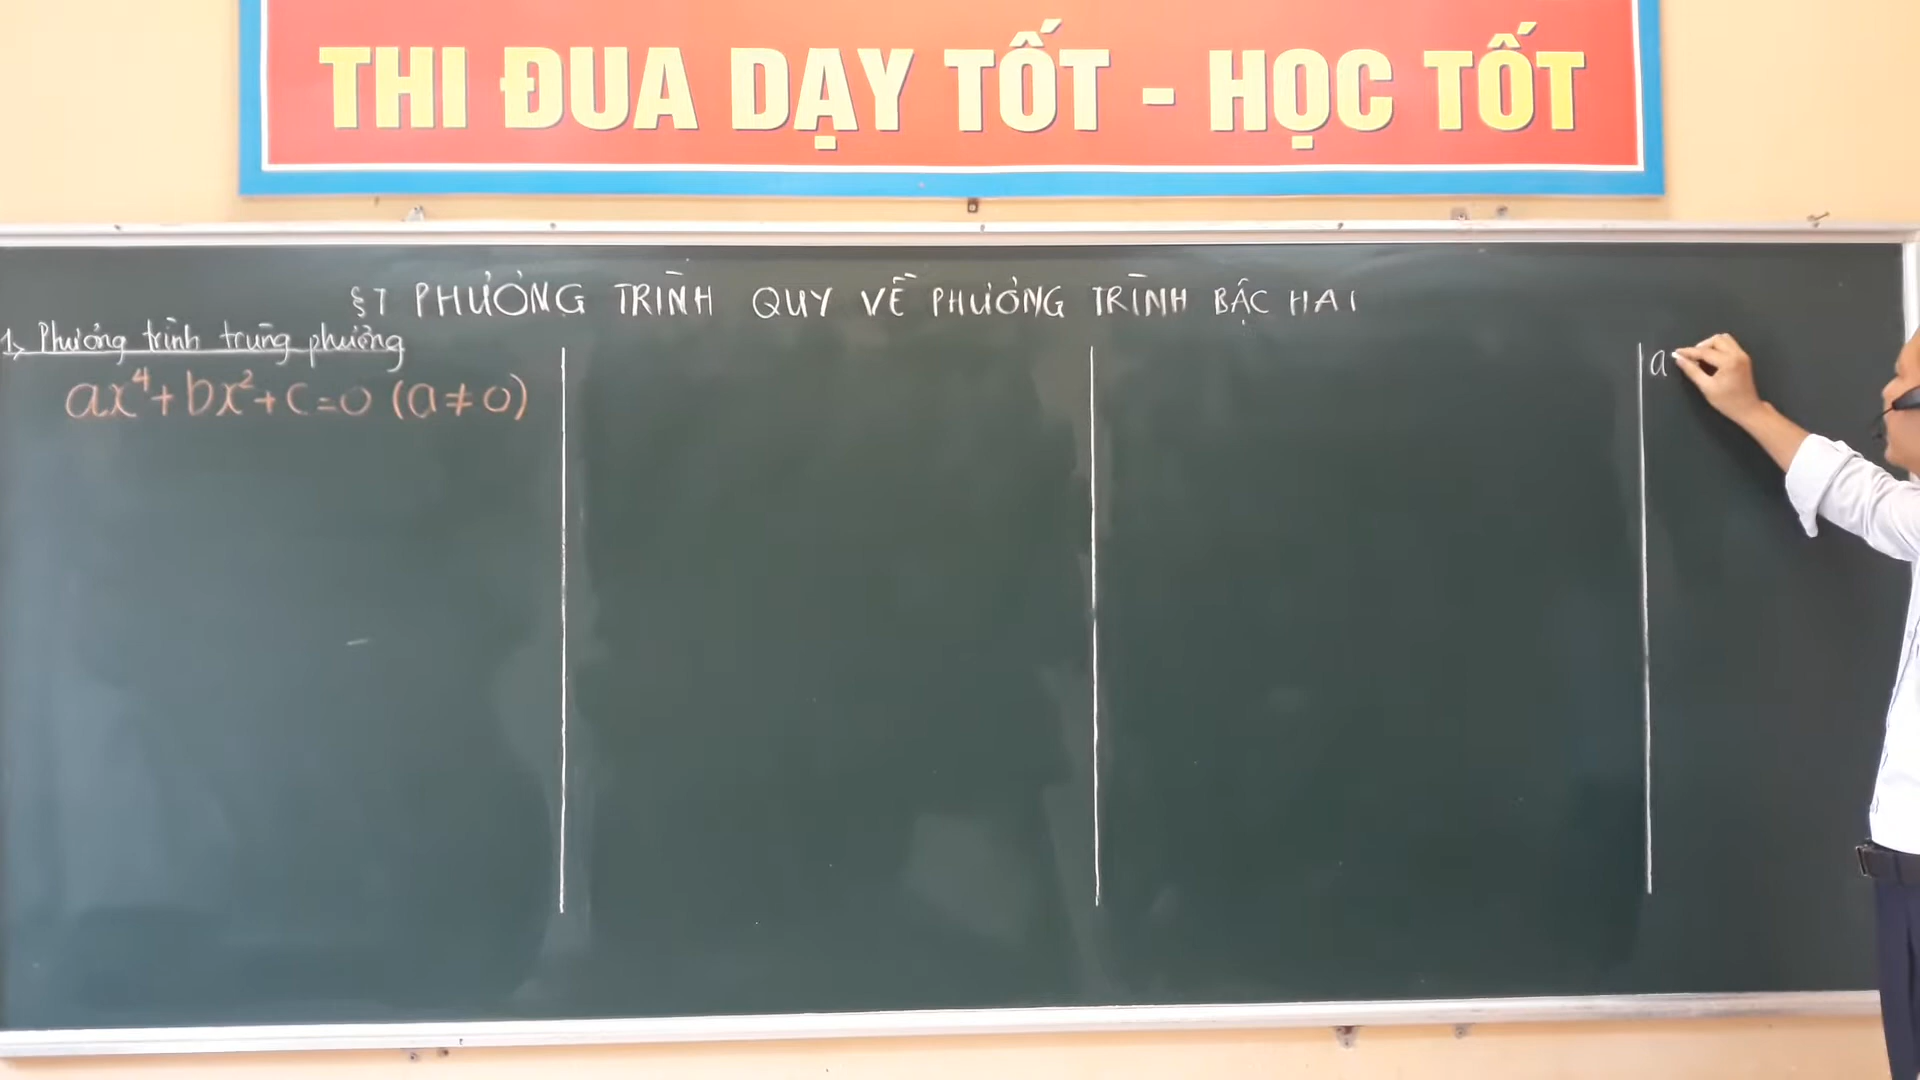 THI ĐUA DẠY TỐT - HỌC TỐT
§7 PHƯƠNG TRÌNH QUY VỀ PHƯƠNG TRÌNH BẬC HAI
1, Phương trình trùng phương
ax⁴+bx²+c=0 (a≠0)
a